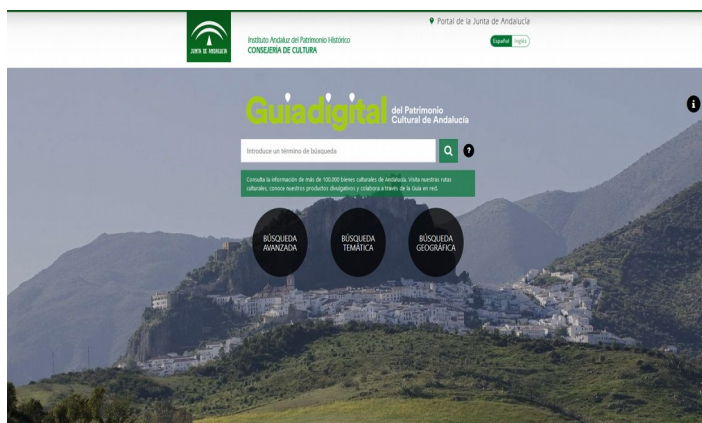 Portal de la Junta de Andalucía
JUNTA DE ANDALUCIA
Instituto Andaluz del Patrimonio Histórico
CONSEJERÍA DE CULTURA
Español Inglés
Guiadigital del Patrimonio
Cultural de Andalucía
i
Introduce un término de búsqueda
?
Consulta la información de más de 100.000 bienes culturales de Andalucía. Visita nuestras rutas
culturales, conoce nuestros productos divulgativos y colabora a través de la Guía en red.
BÚSQUEDA
AVANZADA
BÚSQUEDA
TEMÁTICA
BÚSQUEDA
GEOGRÁFICA